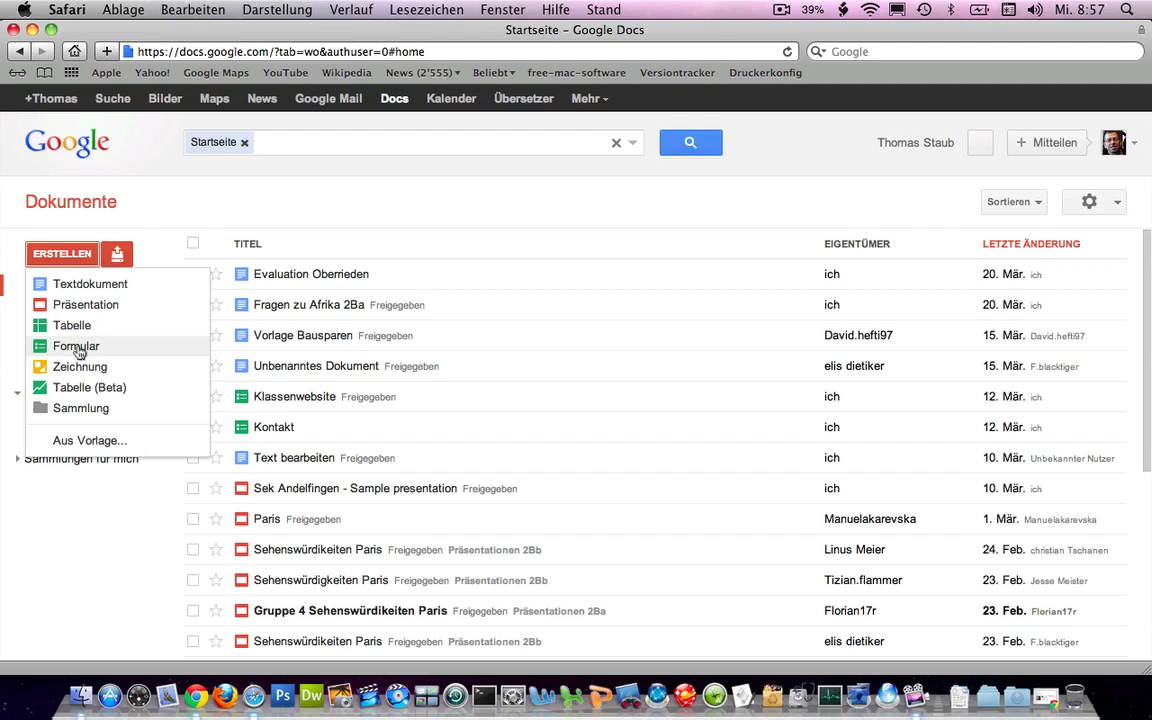 Safari Ablage Bearbeiten Darstellung Verlauf Lesezeichen Fenster Hilfe Stand 39% Mi. 8:57
Startseite – Google Docs
https://docs.google.com/?tab=wo&authuser=0#home Google
Apple Yahoo! Google Maps YouTube Wikipedia News (2'555) Beliebt free-mac-software Versiontracker Druckerkonfig
+Thomas Suche Bilder Maps News Google Mail Docs Kalender Übersetzer Mehr
Google Startseite Thomas Staub + Mitteilen
Dokumente Sortieren
ERSTELLEN TITEL EIGENTÜMER LETZTE ÄNDERUNG
Textdokument
Präsentation
Tabelle
Formular
Zeichnung
Tabelle (Beta)
Sammlung
Aus Vorlage...
Sammlungen für mich
Evaluation Oberrieden ich 20. Mär. ich
Fragen zu Afrika 2Ba Freigegeben ich 20. Mär. ich
Vorlage Bausparen Freigegeben David.hefti97 15. Mär. David.hefti97
Unbenanntes Dokument Freigegeben elis dietiker 15. Mär. F.blacktiger
Klassenwebsite Freigegeben ich 12. Mär. ich
Kontakt ich 12. Mär. ich
Text bearbeiten Freigegeben ich 10. Mär. Unbekannter Nutzer
Sek Andelfingen - Sample presentation Freigegeben ich 10. Mär. ich
Paris Freigegeben Manuelakarevska 1. Mär. Manuelakarevska
Sehenswürdikeiten Paris Freigegeben Präsentationen 2Bb Linus Meier 24. Feb. christian Tschanen
Sehenswürdigkeiten Paris Freigegeben Präsentationen 2Bb Tizian.flammer 23. Feb. Jesse Meister
Gruppe 4 Sehenswürdikeiten Paris Freigegeben Präsentationen 2Ba Florian17r 23. Feb. Florian17r
Sehenswürdikeiten Paris Freigegeben Präsentationen 2Bb elis dietiker 23. Feb. F.blacktiger
Ps Dw